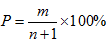 P = m/(n+1) ×100%